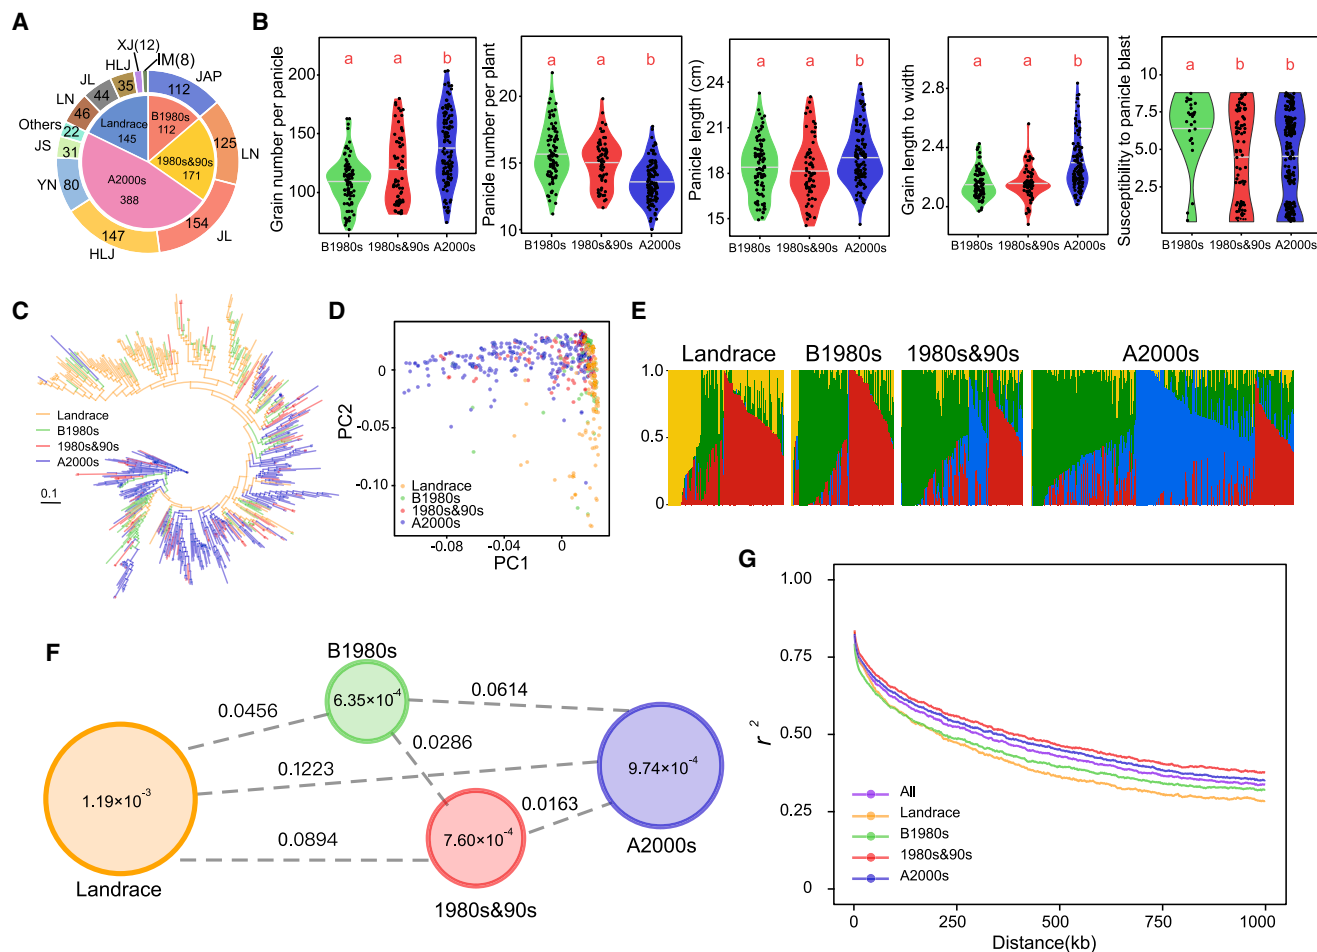 A
XJ(12)
IM(8)
HLJ
JAP
JL
35
112
44
LN
46
Landrace
145
B1980s
112
Others
22
125
LN
JS
31
1980s&90s
171
YN
80
A2000s
388
154
JL
147
HLJ
B
Grain number per panicle
200
150
100
a a b
B1980s 1980s&90s A2000s
Panicle number per plant
20
15
10
a a b
B1980s 1980s&90s A2000s
Panicle length (cm)
24
21
18
15
a a b
B1980s 1980s&90s A2000s
Grain length to width
2.8
2.4
2.0
a a b
B1980s 1980s&90s A2000s
Susceptibility to panicle blast
10
7.5
5.0
2.5
a b b
B1980s 1980s&90s A2000s
C
Landrace
B1980s
1980s&90s
A2000s
0.1
D
PC2
0
-0.05
-0.10
Landrace
B1980s
1980s&90s
A2000s
-0.08 -0.04 0
PC1
E
Landrace B1980s 1980s&90s A2000s
1.0
0.5
0
F
B1980s
6.35×10-4
0.0456
0.0614
0.0286
0.1223
1.19×10-3
9.74×10-4
0.0163
7.60×10-4
0.0894
Landrace
A2000s
1980s&90s
G
1.00
0.75
0.50
0.25
0
r2
All
Landrace
B1980s
1980s&90s
A2000s
0 250 500 750 1000
Distance(kb)